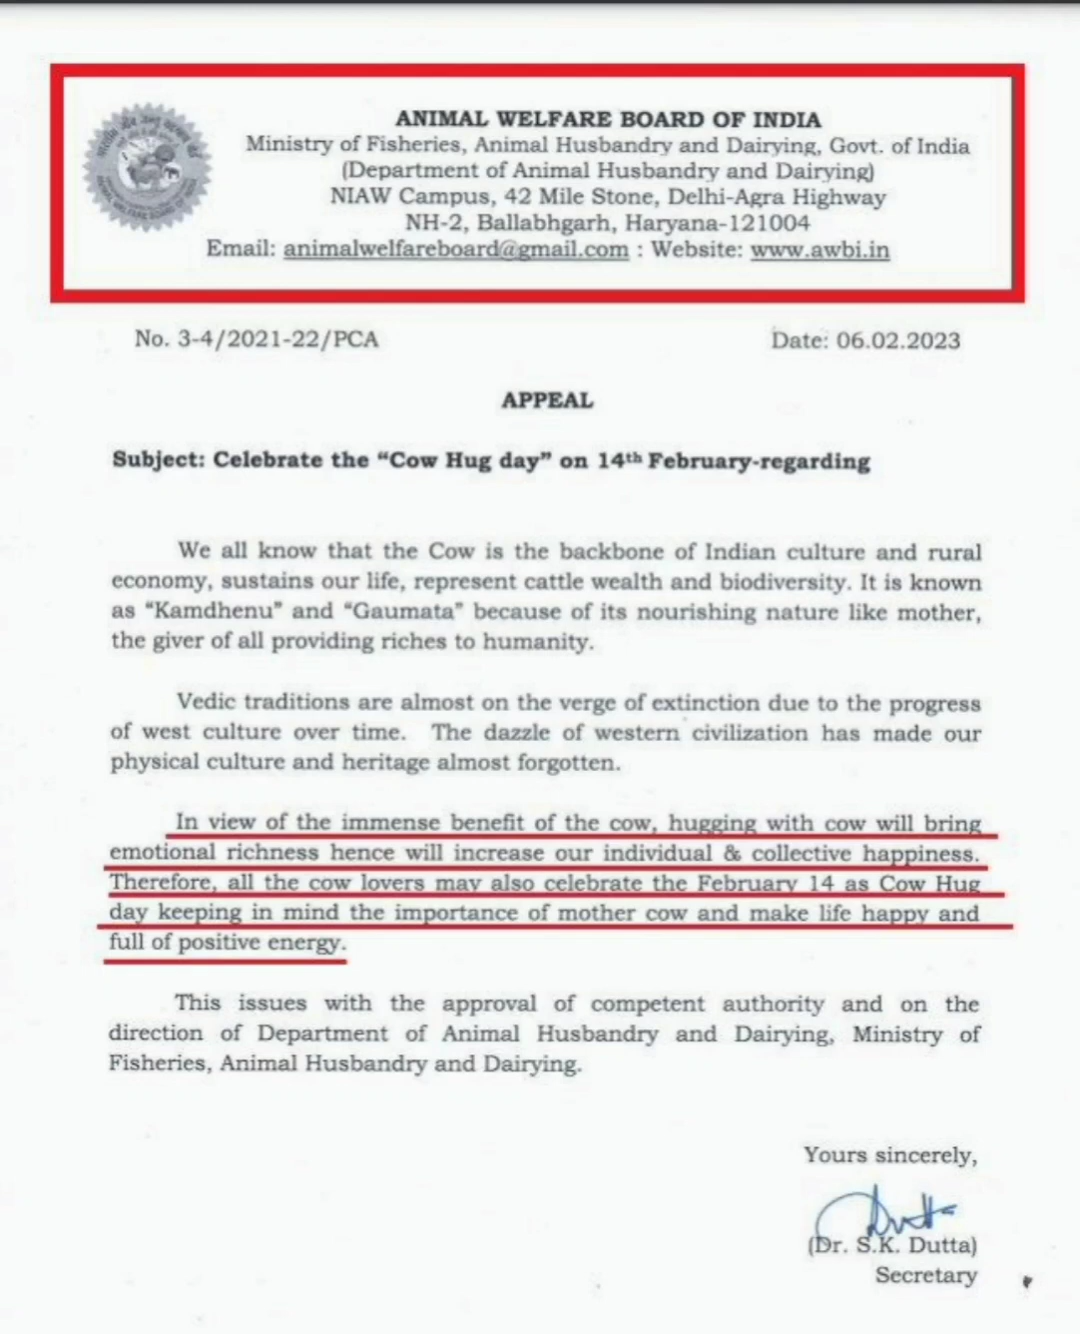 ANIMAL WELFARE BOARD OF INDIA
Ministry of Fisheries, Animal Husbandry and Dairying, Govt. of India
(Department of Animal Husbandry and Dairying)
NIAW Campus, 42 Mile Stone, Delhi-Agra Highway
NH-2, Ballabhgarh, Haryana-121004
Email: animalwelfareboard@gmail.com : Website: www.awbi.in
No. 3-4/2021-22/PCA
Date: 06.02.2023
APPEAL
Subject: Celebrate the “Cow Hug day” on 14th February-regarding
We all know that the Cow is the backbone of Indian culture and rural
economy, sustains our life, represent cattle wealth and biodiversity. It is known
as “Kamdhenu” and “Gaumata” because of its nourishing nature like mother,
the giver of all providing riches to humanity.
Vedic traditions are almost on the verge of extinction due to the progress
of west culture over time. The dazzle of western civilization has made our
physical culture and heritage almost forgotten.
In view of the immense benefit of the cow, hugging with cow will bring
emotional richness hence will increase our individual & collective happiness.
Therefore, all the cow lovers may also celebrate the February 14 as Cow Hug
day keeping in mind the importance of mother cow and make life happy and
full of positive energy.
This issues with the approval of competent authority and on the
direction of Department of Animal Husbandry and Dairying, Ministry of
Fisheries, Animal Husbandry and Dairying.
Yours sincerely,
(Dr. S.K. Dutta)
Secretary